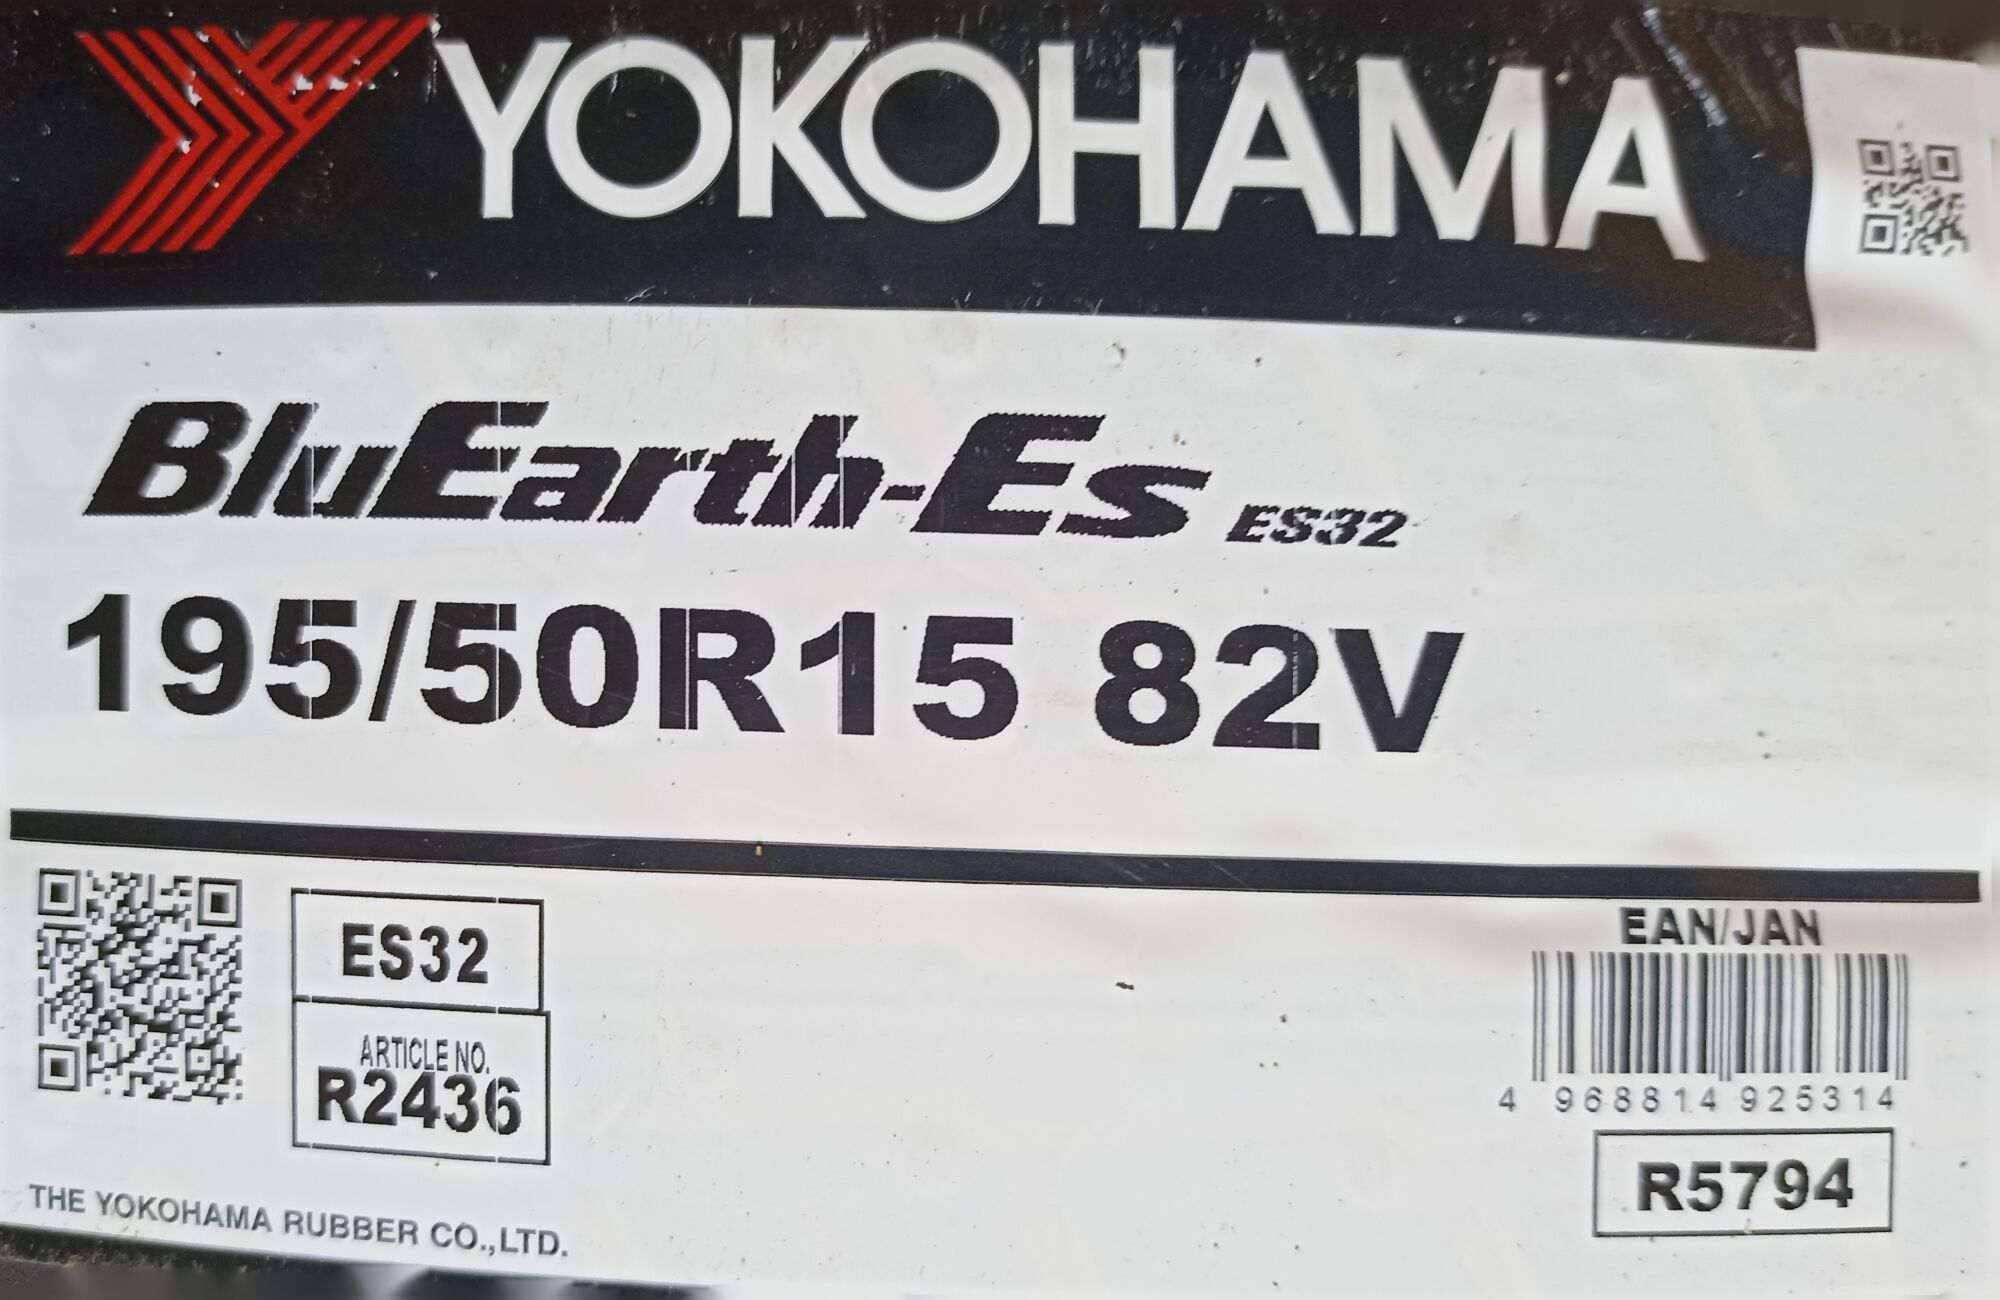 YOKOHAMA
BluEarth-Es ES32
195/50R15 82V
ES32
ARTICLE NO.
R2436
EAN/JAN
4 968814 925314
R5794
THE YOKOHAMA RUBBER CO.,LTD.